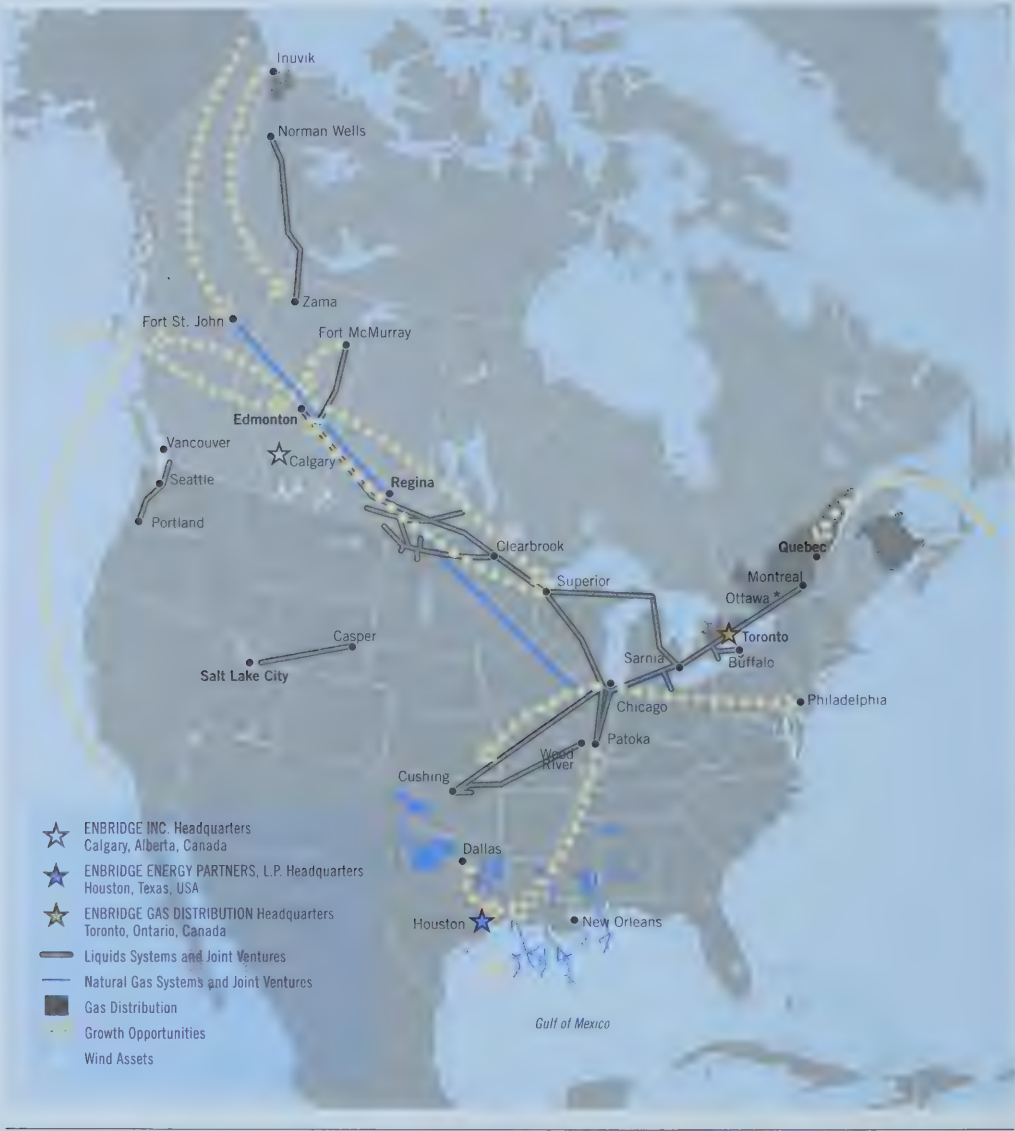 Inuvik
Norman Wells
Zama
Fort St. John
Fort McMurray
Edmonton
Vancouver
Calgary
Seattle
Regina
Portland
Clearbrook
Quebec
Superior
Montreal
Ottawa *
Casper
Toronto
Sarnia
Buffalo
Salt Lake City
Philadelphia
Chicago
Patoka
Wood
River
Cushing
Dallas
Houston
New Orleans
Gulf of Mexico
ENBRIDGE INC. Headquarters
Calgary, Alberta, Canada
ENBRIDGE ENERGY PARTNERS, L.P. Headquarters
Houston, Texas, USA
ENBRIDGE GAS DISTRIBUTION Headquarters
Toronto, Ontario, Canada
Liquids Systems and Joint Ventures
Natural Gas Systems and Joint Ventures
Gas Distribution
Growth Opportunities
Wind Assets